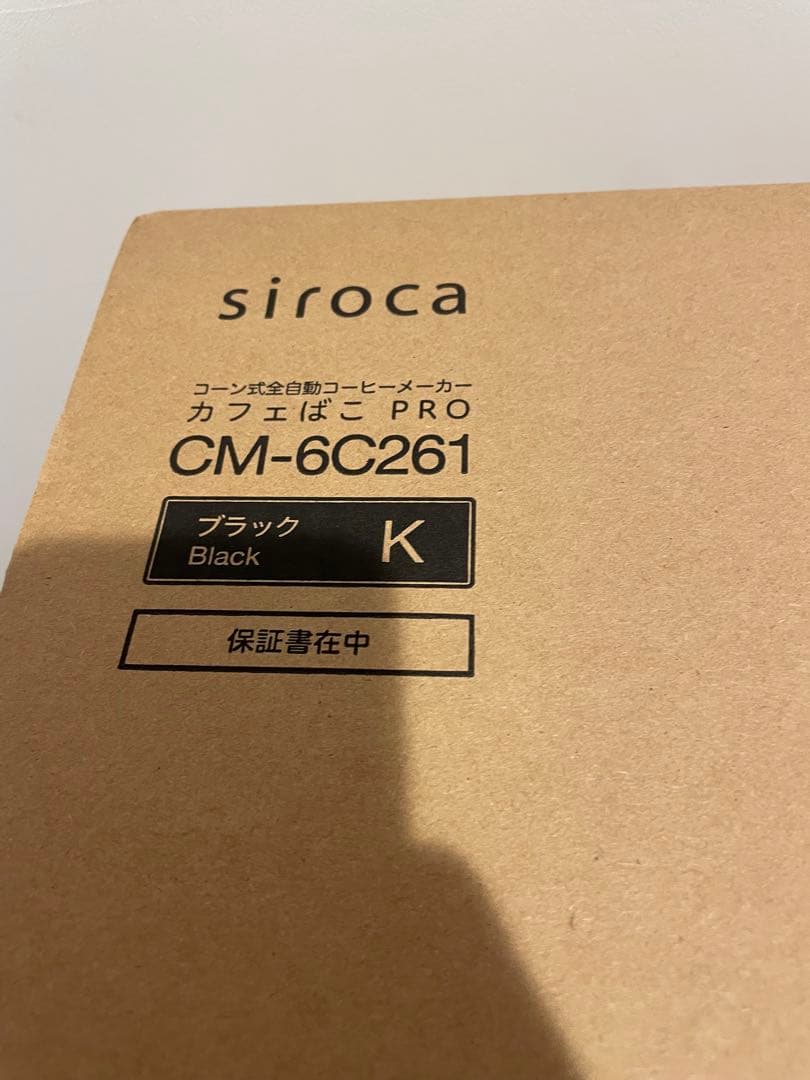 siroca
コーン式全自動コーヒーメーカー
カフェばこ PRO
CM-6C261
ブラック
Black
K
保証書在中